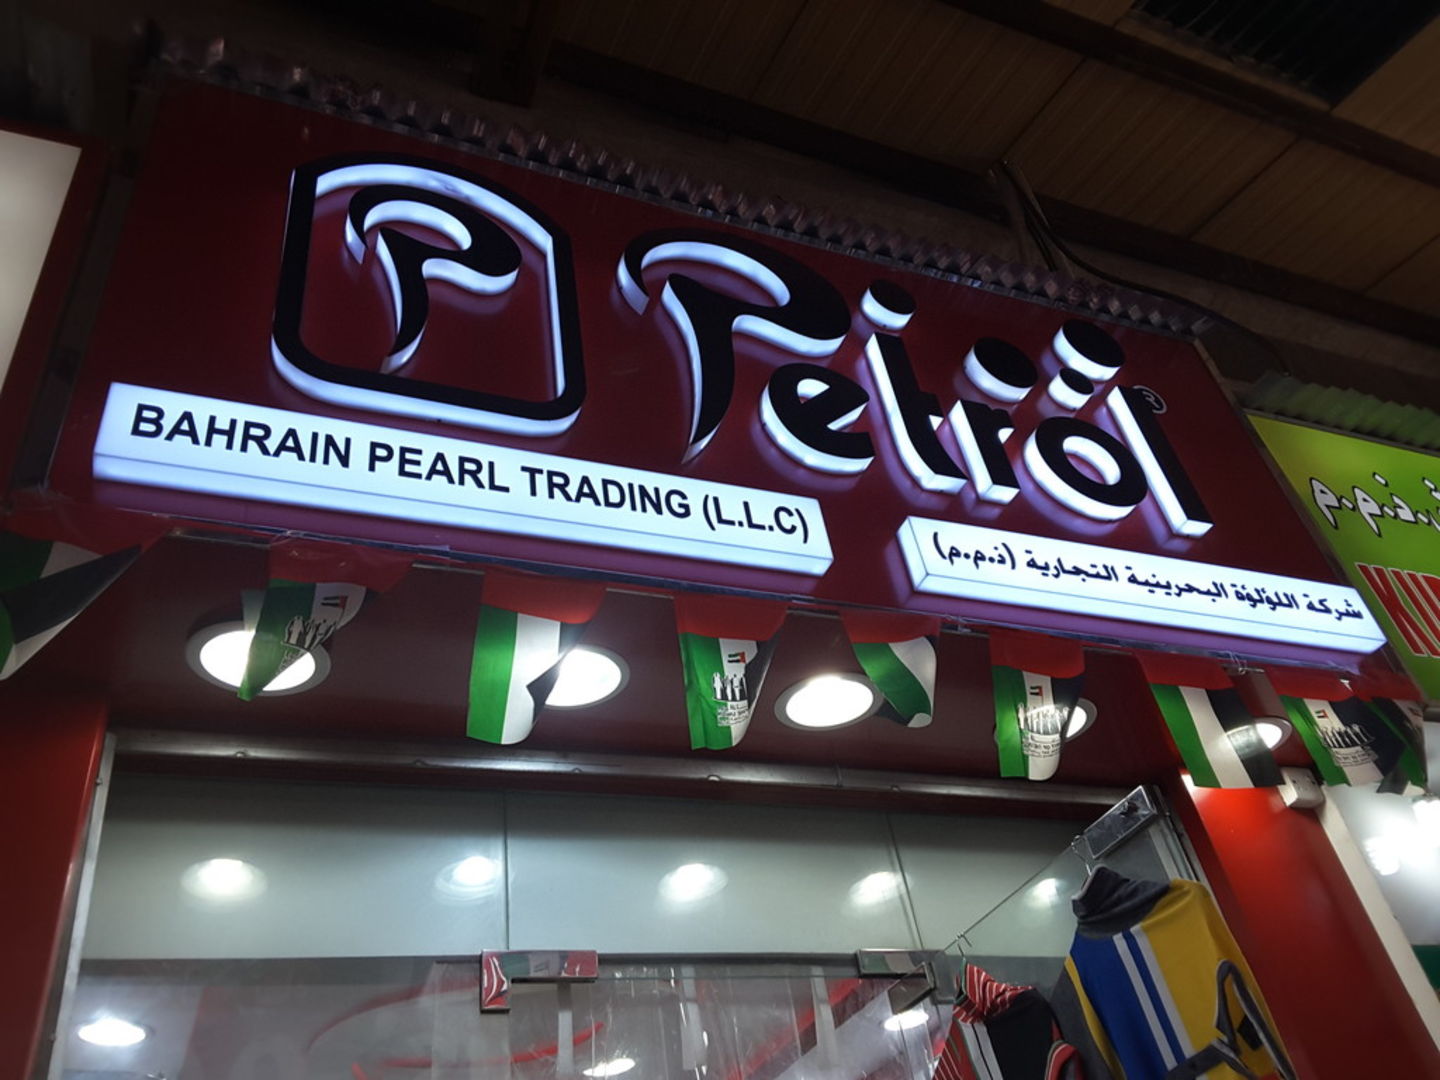 P
Petrol®
BAHRAIN PEARL TRADING (L.L.C)
شركة اللؤلؤة البحرينية التجارية (ذ.م.م)
ذ.م.م